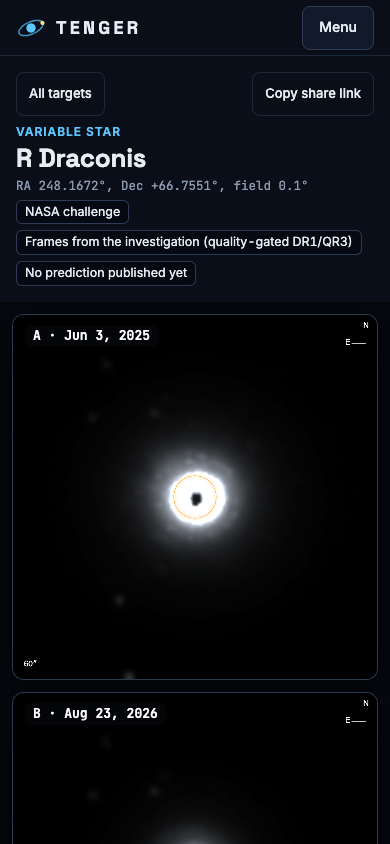 TENGER
Menu
All targets
Copy share link
VARIABLE STAR
R Draconis
RA 248.1672°, Dec +66.7551°, field 0.1°
NASA challenge
Frames from the investigation (quality-gated DR1/QR3)
No prediction published yet
A · Jun 3, 2025
N
E
60″
B · Aug 23, 2026
N
E